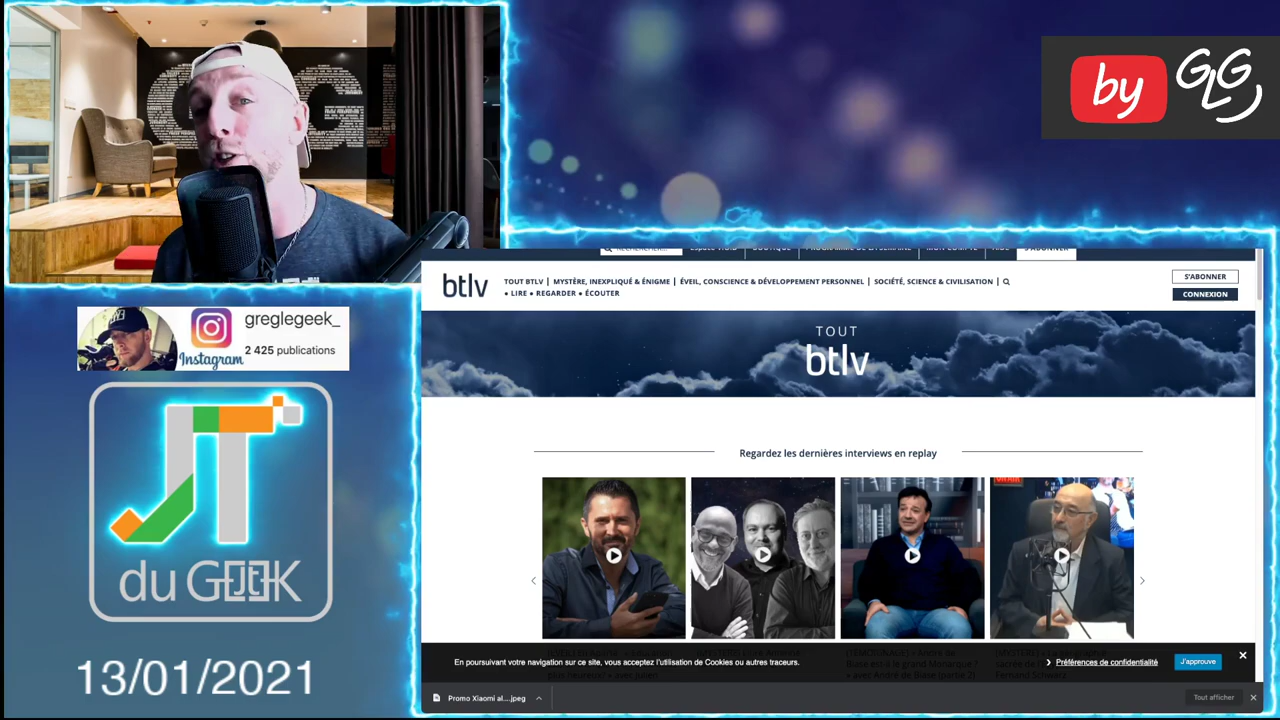 by GLG
S'ABONNER
btlv
TOUT BTLV | MYSTÈRE, INEXPLIQUÉ & ÉNIGME | ÉVEIL, CONSCIENCE & DÉVELOPPEMENT PERSONNEL | SOCIÉTÉ, SCIENCE & CIVILISATION |
• LIRE • REGARDER • ÉCOUTER
CONNEXION
TOUT
btlv
greglegeek_
Instagram
2 425 publications
Regardez les dernières interviews en replay
JT
du GEEK
13/01/2021
En poursuivant votre navigation sur ce site, vous acceptez l'utilisation de Cookies ou autres traceurs.
Préférences de confidentialité
J'approuve
Promo Xiaomi al....jpeg
Tout afficher